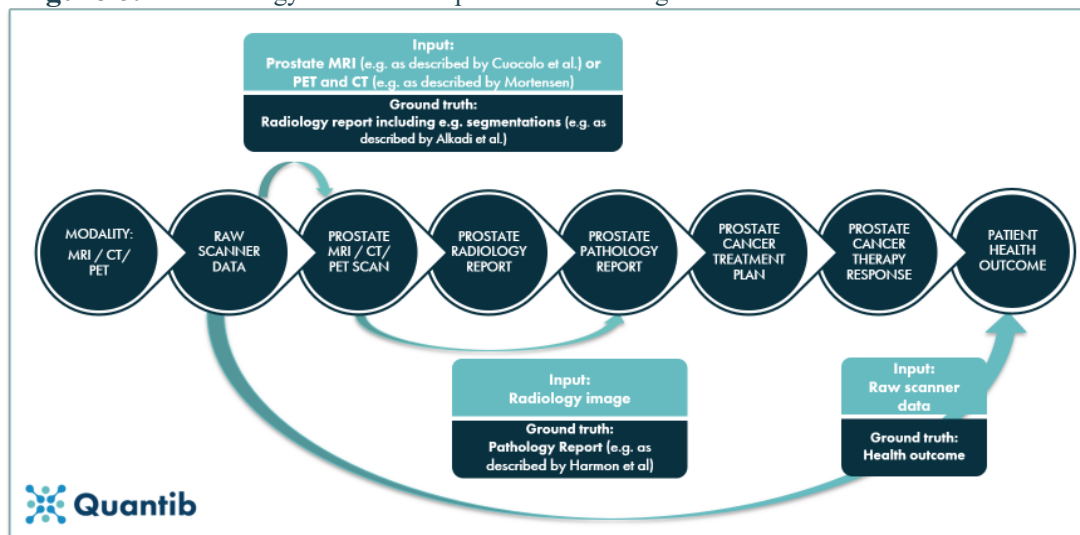 Input:
Prostate MRI (e.g. as described by Cuocolo et al.) or
PET and CT (e.g. as described by Mortensen)
Ground truth:
Radiology report including e.g. segmentations (e.g. as
described by Alkadi et al.)
MODALITY:
MRI / CT/
PET
RAW
SCANNER
DATA
PROSTATE
MRI / CT/
PET SCAN
PROSTATE
RADIOLOGY
REPORT
PROSTATE
PATHOLOGY
REPORT
PROSTATE
CANCER
TREATMENT
PLAN
PROSTATE
CANCER
THERAPY
RESPONSE
PATIENT
HEALTH
OUTCOME
Input:
Radiology image
Ground truth:
Pathology Report (e.g. as
described by Harmon et al)
Input:
Raw scanner
data
Ground truth:
Health outcome
Quantib